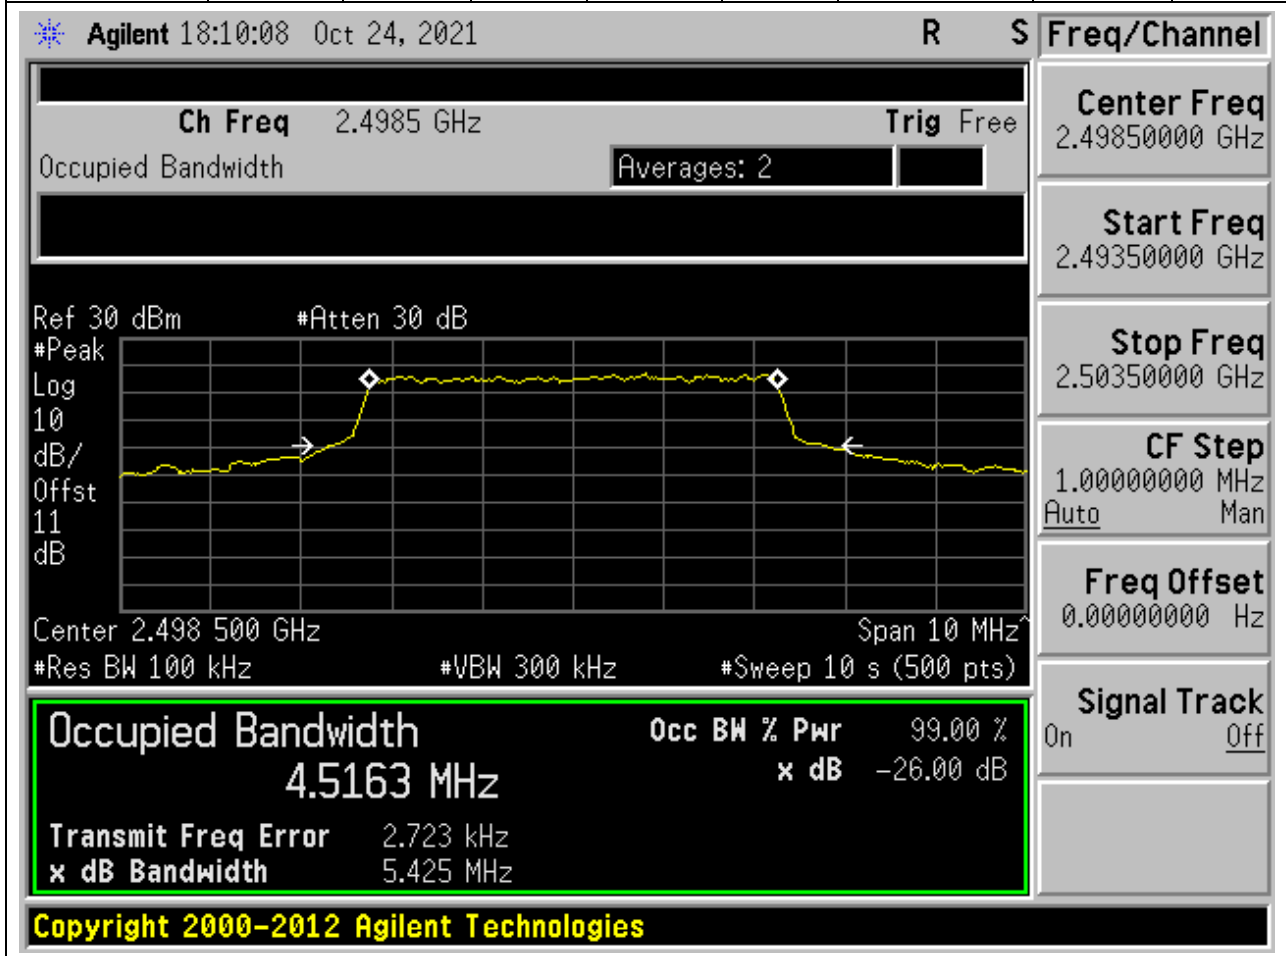 Agilent 18:10:08 Oct 24, 2021 R S Freq/Channel
Ch Freq 2.4985 GHz Trig Free
Occupied Bandwidth Averages: 2
Center Freq
2.49850000 GHz
Start Freq
2.49350000 GHz
Stop Freq
2.50350000 GHz
CF Step
1.00000000 MHz
Auto Man
Freq Offset
0.00000000 Hz
Signal Track
On Off
Ref 30 dBm #Atten 30 dB
#Peak
Log
10
dB/
Offst
11
dB
Center 2.498 500 GHz Span 10 MHz^
#Res BW 100 kHz #VBW 300 kHz #Sweep 10 s (500 pts)
Occupied Bandwidth Occ BW % Pwr 99.00 %
4.5163 MHz x dB -26.00 dB
Transmit Freq Error 2.723 kHz
x dB Bandwidth 5.425 MHz
Copyright 2000-2012 Agilent Technologies